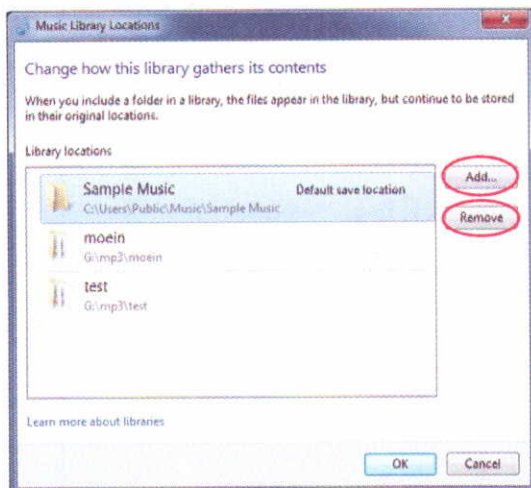 Music Library Locations
Change how this library gathers its contents
When you include a folder in a library, the files appear in the library, but continue to be stored
in their original locations.
Library locations
Sample Music Default save location
C:\Users\Public\Music\Sample Music
moein
G:\mp3\moein
test
G:\mp3\test
Add...
Remove
Learn more about libraries
OK Cancel